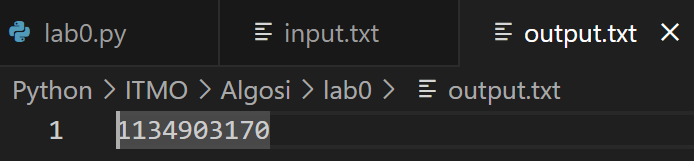 lab0.py input.txt output.txt
Python > ITMO > Algosi > lab0 > output.txt
1 1134903170